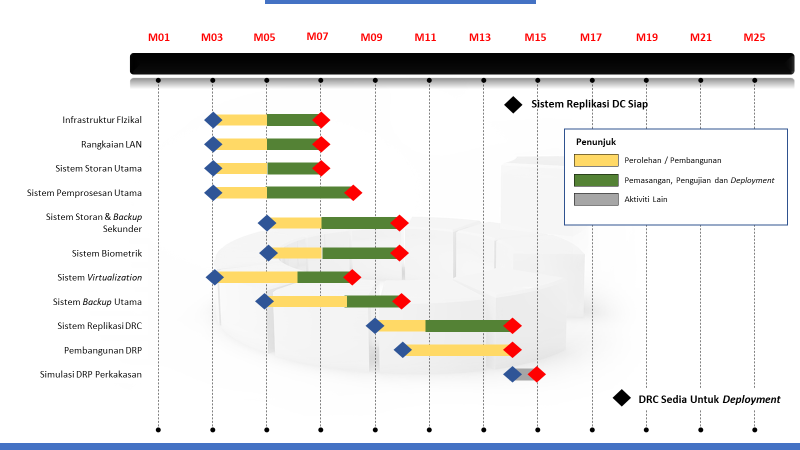 M01 M03 M05 M07 M09 M11 M13 M15 M17 M19 M21 M25
Sistem Replikasi DC Siap
Infrastruktur FIzikal
Rangkaian LAN
Sistem Storan Utama
Sistem Pemprosesan Utama
Sistem Storan & Backup
Sekunder
Sistem Biometrik
Sistem Virtualization
Sistem Backup Utama
Sistem Replikasi DRC
Pembangunan DRP
Simulasi DRP Perkakasan
Penunjuk
Perolehan / Pembangunan
Pemasangan, Pengujian dan Deployment
Aktiviti Lain
DRC Sedia Untuk Deployment